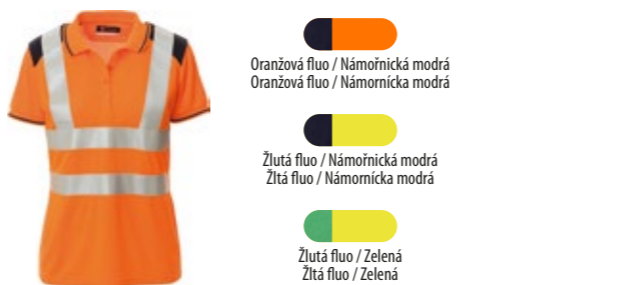 Oranžová fluo / Námořnická modrá
Oranžová fluo / Námornícka modrá
Žlutá fluo / Námořnická modrá
Žltá fluo / Námornícka modrá
Žlutá fluo / Zelená
Žltá fluo / Zelená